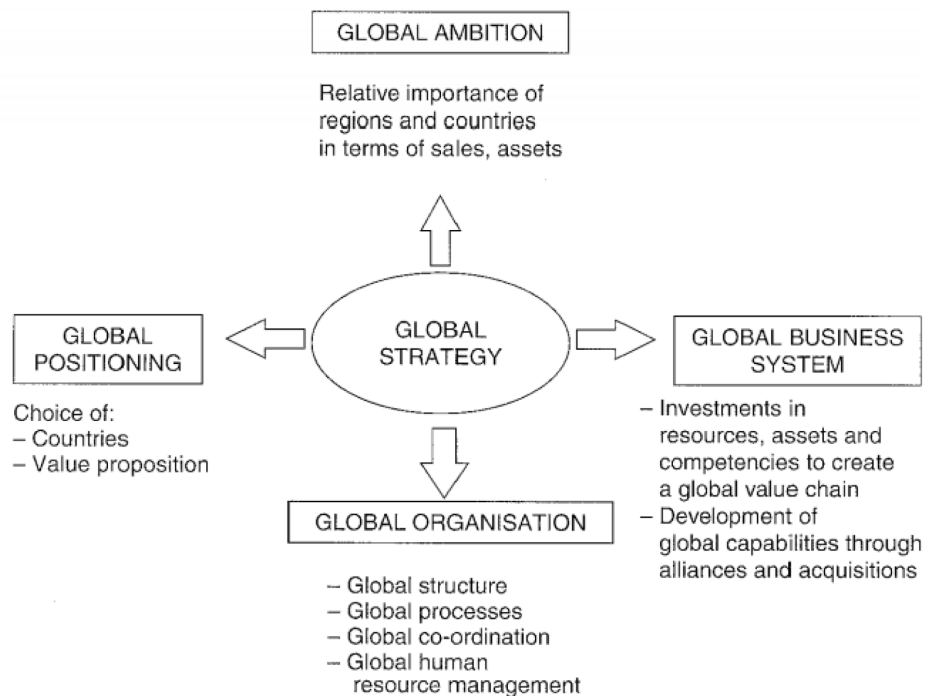 GLOBAL AMBITION
Relative importance of
regions and countries
in terms of sales, assets
GLOBAL
POSITIONING
Choice of:
– Countries
– Value proposition
GLOBAL
STRATEGY
GLOBAL BUSINESS
SYSTEM
– Investments in
resources, assets and
competencies to create
a global value chain
– Development of
global capabilities through
alliances and acquisitions
GLOBAL ORGANISATION
– Global structure
– Global processes
– Global co-ordination
– Global human
resource management